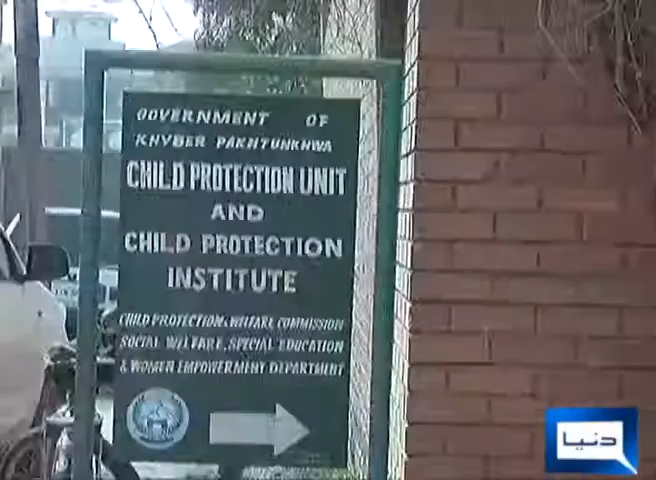 GOVERNMENT OF
KHYBER PAKHTUNKHWA
CHILD PROTECTION UNIT
AND
CHILD PROTECTION
INSTITUTE
CHILD PROTECTION & WELFARE COMMISSION
SOCIAL WELFARE, SPECIAL EDUCATION
& WOMEN EMPOWERMENT DEPARTMENT
دنیا